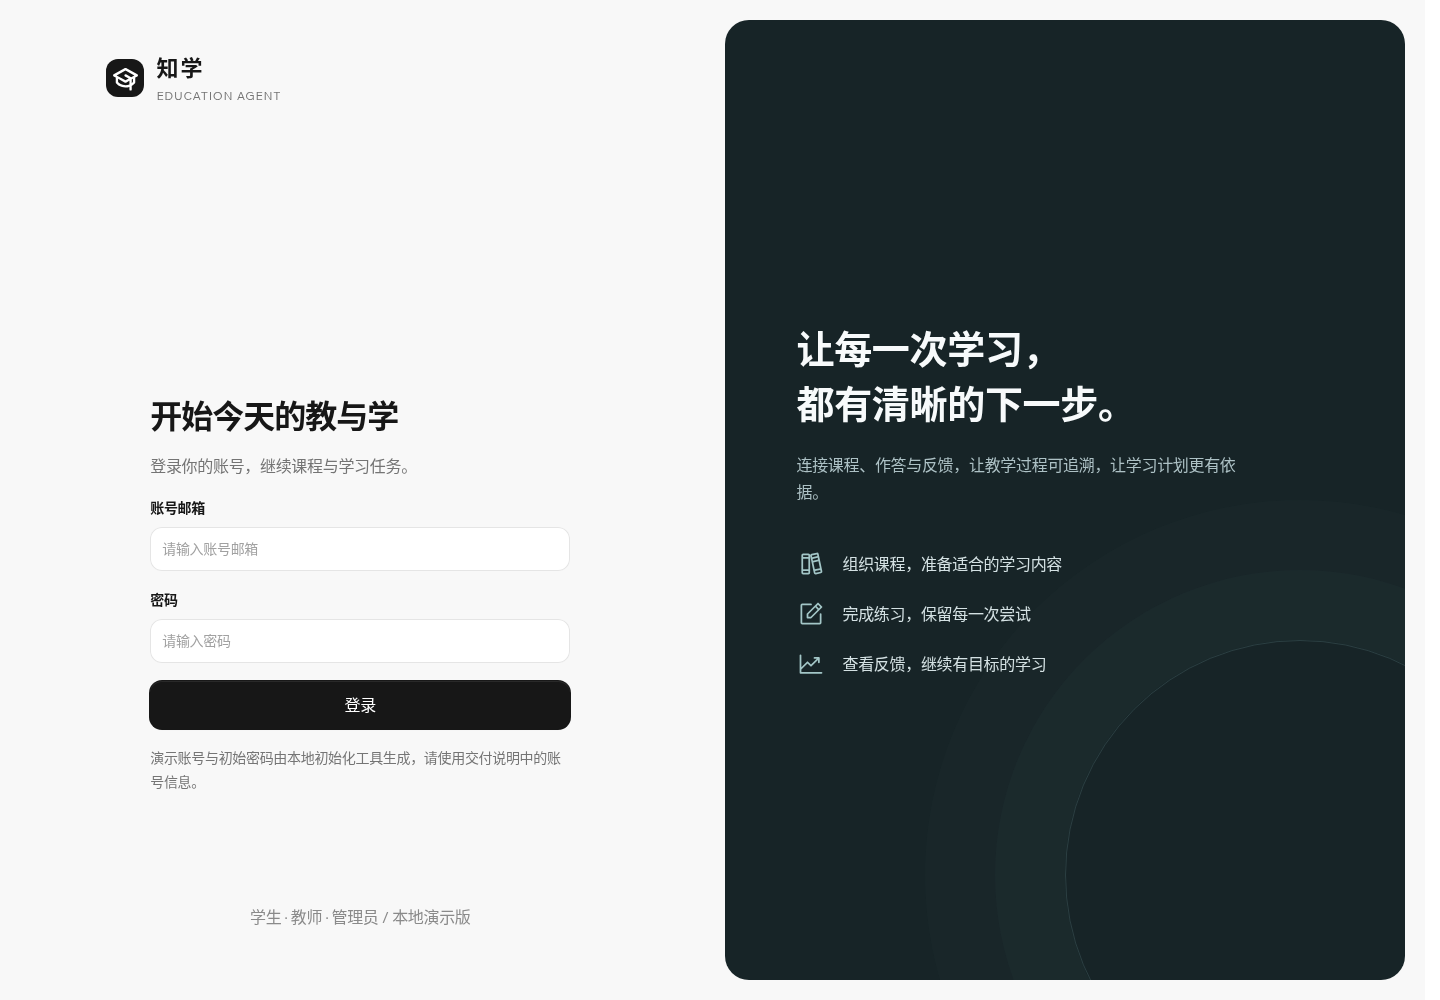 知学
EDUCATION AGENT
开始今天的教与学
登录你的账号，继续课程与学习任务。
账号邮箱
请输入账号邮箱
密码
请输入密码
登录
演示账号与初始密码由本地初始化工具生成，请使用交付说明中的账
号信息。
学生·教师·管理员 / 本地演示版
让每一次学习，
都有清晰的下一步。
连接课程、作答与反馈，让教学过程可追溯，让学习计划更有依
据。
组织课程，准备适合的学习内容
完成练习，保留每一次尝试
查看反馈，继续有目标的学习